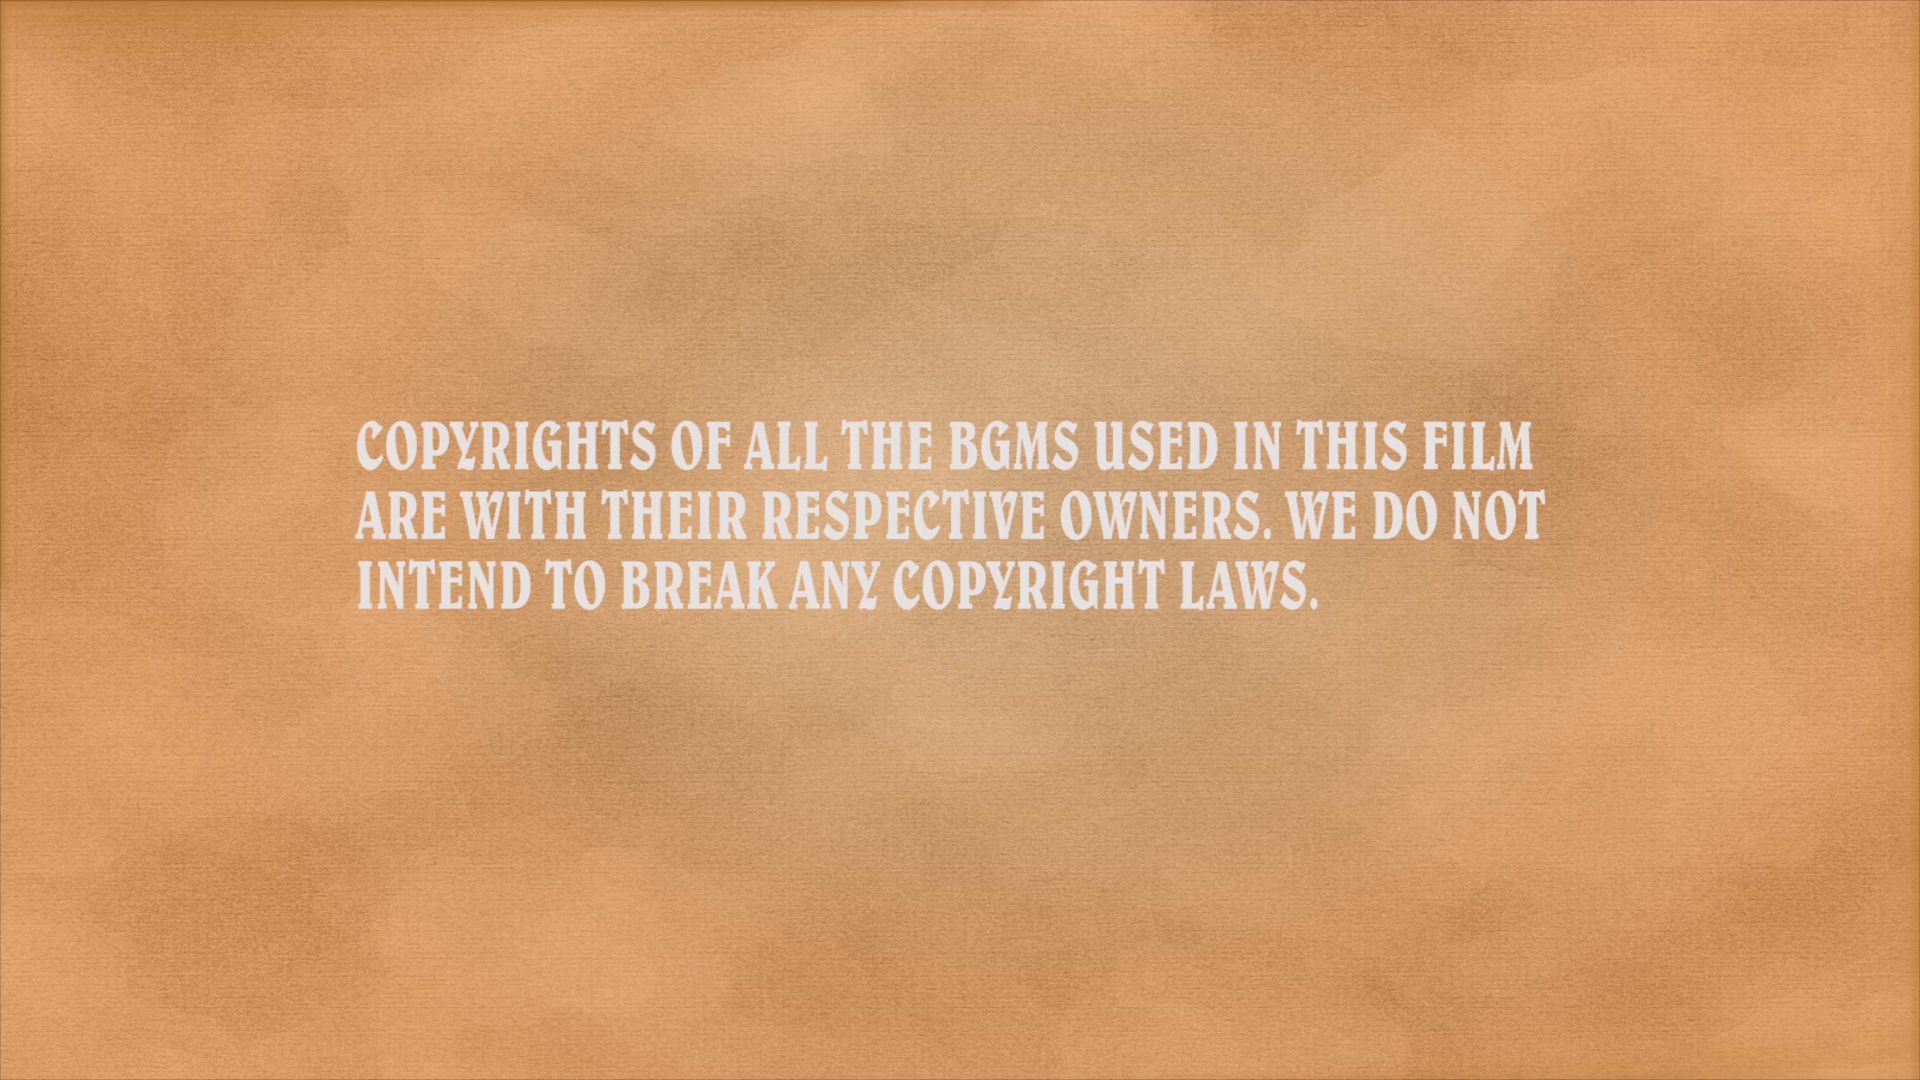 COPYRIGHTS OF ALL THE BGMS USED IN THIS FILM
ARE WITH THEIR RESPECTIVE OWNERS. WE DO NOT
INTEND TO BREAK ANY COPYRIGHT LAWS.